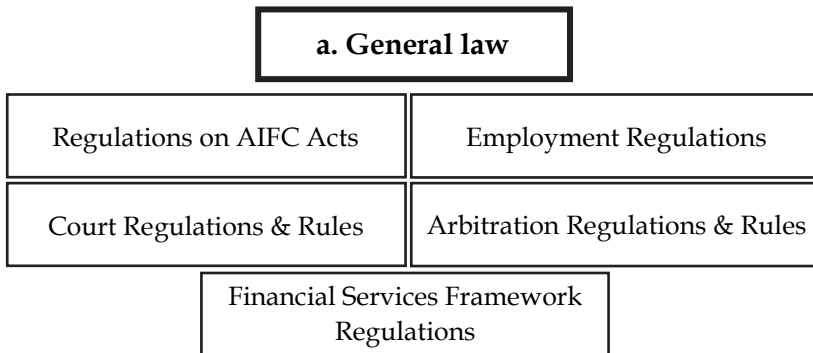 a. General law
Regulations on AIFC Acts
Employment Regulations
Court Regulations & Rules
Arbitration Regulations & Rules
Financial Services Framework
Regulations